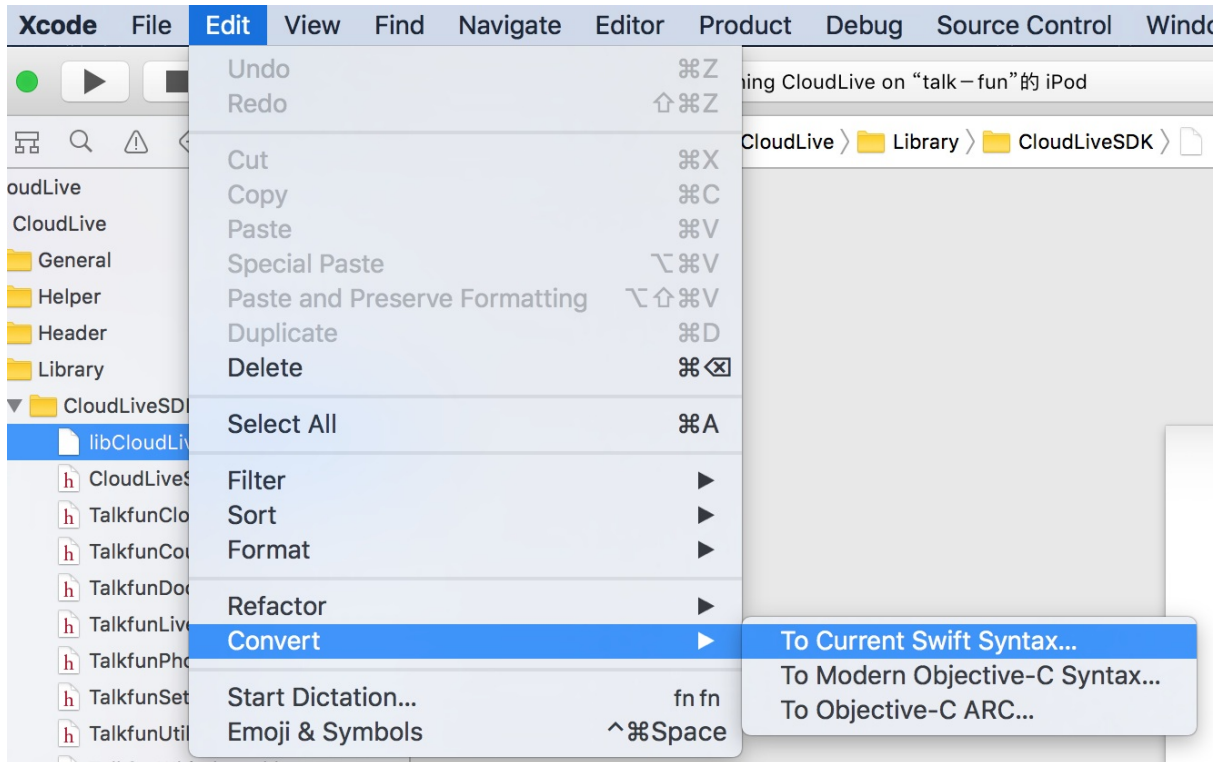 Xcode File Edit View Find Navigate Editor Product Debug Source Control
CloudLive on “talk－fun”的 iPod
CloudLive Library CloudLiveSDK
Undo ⌘Z
Redo ⇧⌘Z
Cut ⌘X
Copy ⌘C
Paste ⌘V
Special Paste ⌥⌘V
Paste and Preserve Formatting ⌥⇧⌘V
Duplicate ⌘D
Delete ⌘⌫
Select All ⌘A
Filter ▶
Sort ▶
Format ▶
Refactor ▶
Convert ▶
Start Dictation... fn fn
Emoji & Symbols ^⌘Space
To Current Swift Syntax...
To Modern Objective-C Syntax...
To Objective-C ARC...
oudLive
CloudLive
General
Helper
Header
Library
CloudLiveSD
libCloudLiv
h CloudLiveS
h TalkfunClo
h TalkfunCou
h TalkfunDoc
h TalkfunLive
h TalkfunPho
h TalkfunSet
h TalkfunUtil